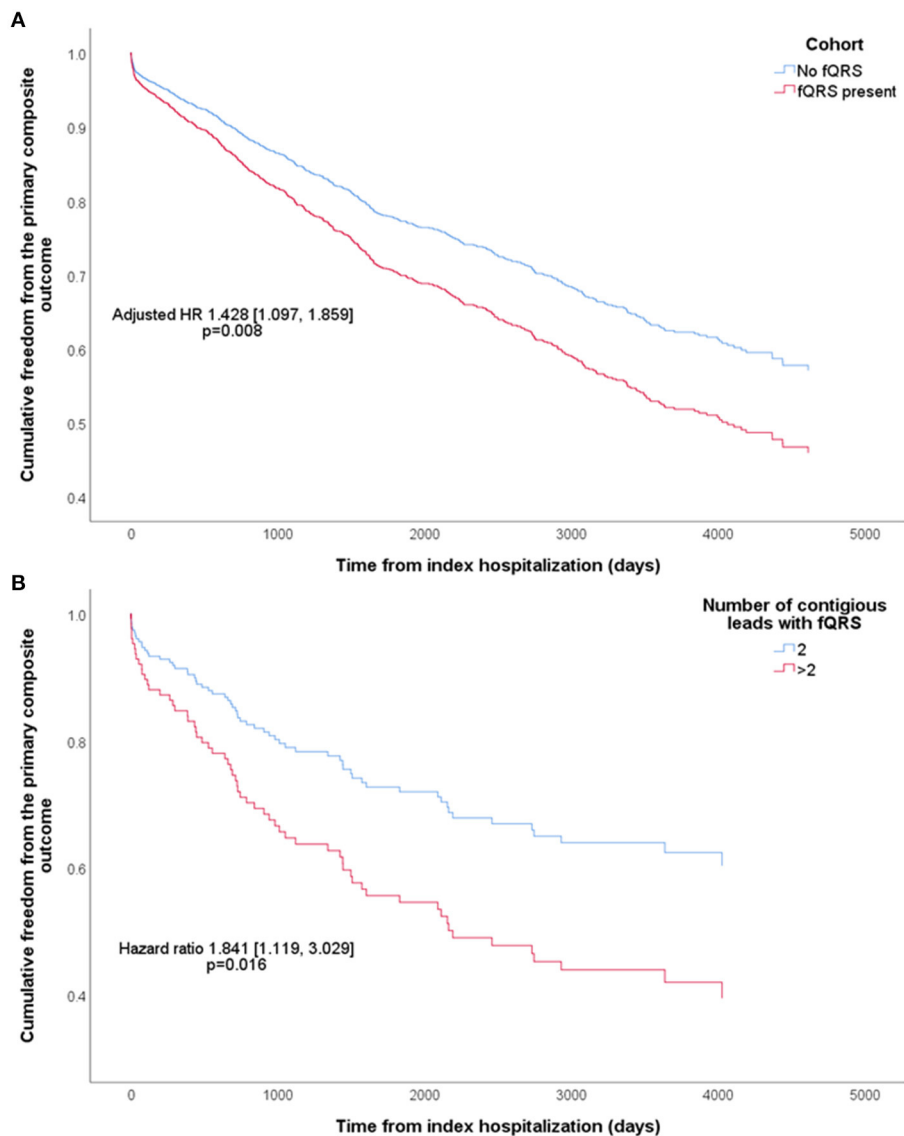 A
Cumulative freedom from the primary composite
outcome
1.0
0.9
0.8
0.7
0.6
0.5
0.4
Cohort
No fQRS
fQRS present
Adjusted HR 1.428 [1.097, 1.859]
p=0.008
0 1000 2000 3000 4000 5000
Time from index hospitalization (days)
B
Cumulative freedom from the primary composite
outcome
1.0
0.8
0.6
0.4
Number of contigious
leads with fQRS
2
>2
Hazard ratio 1.841 [1.119, 3.029]
p=0.016
0 1000 2000 3000 4000 5000
Time from index hospitalization (days)